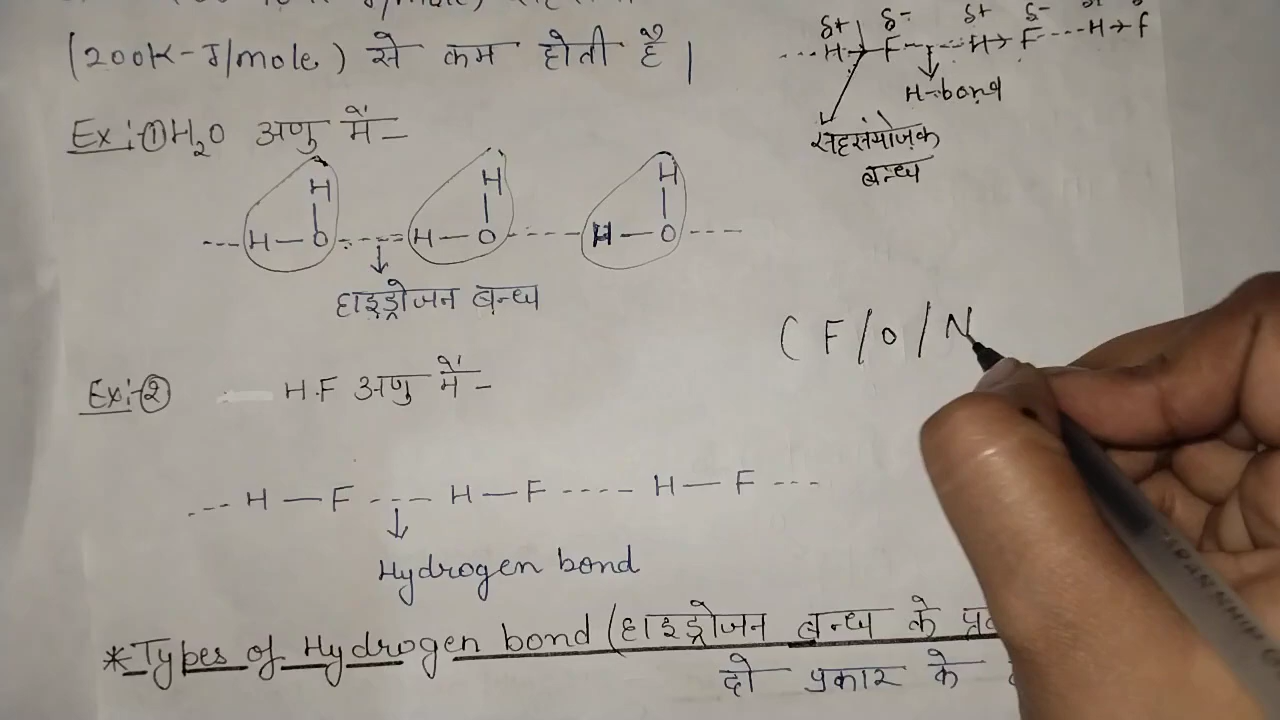 (200K-J/mole) से कम होती है |
δ+ δ- δ+ δ-
---H→F-----H→F----H→F
H-bond
सहसंयोजक
बन्ध
Ex:-① H₂O अणु में-
H H H
---H—O-----H—O-----H—O---
हाइड्रोजन बन्ध
( F/O/N
Ex:-② H.F अणु में-
---H—F---H—F----H—F---
Hydrogen bond
*Types of Hydrogen bond (हाइड्रोजन बन्ध के
दो प्रकार के